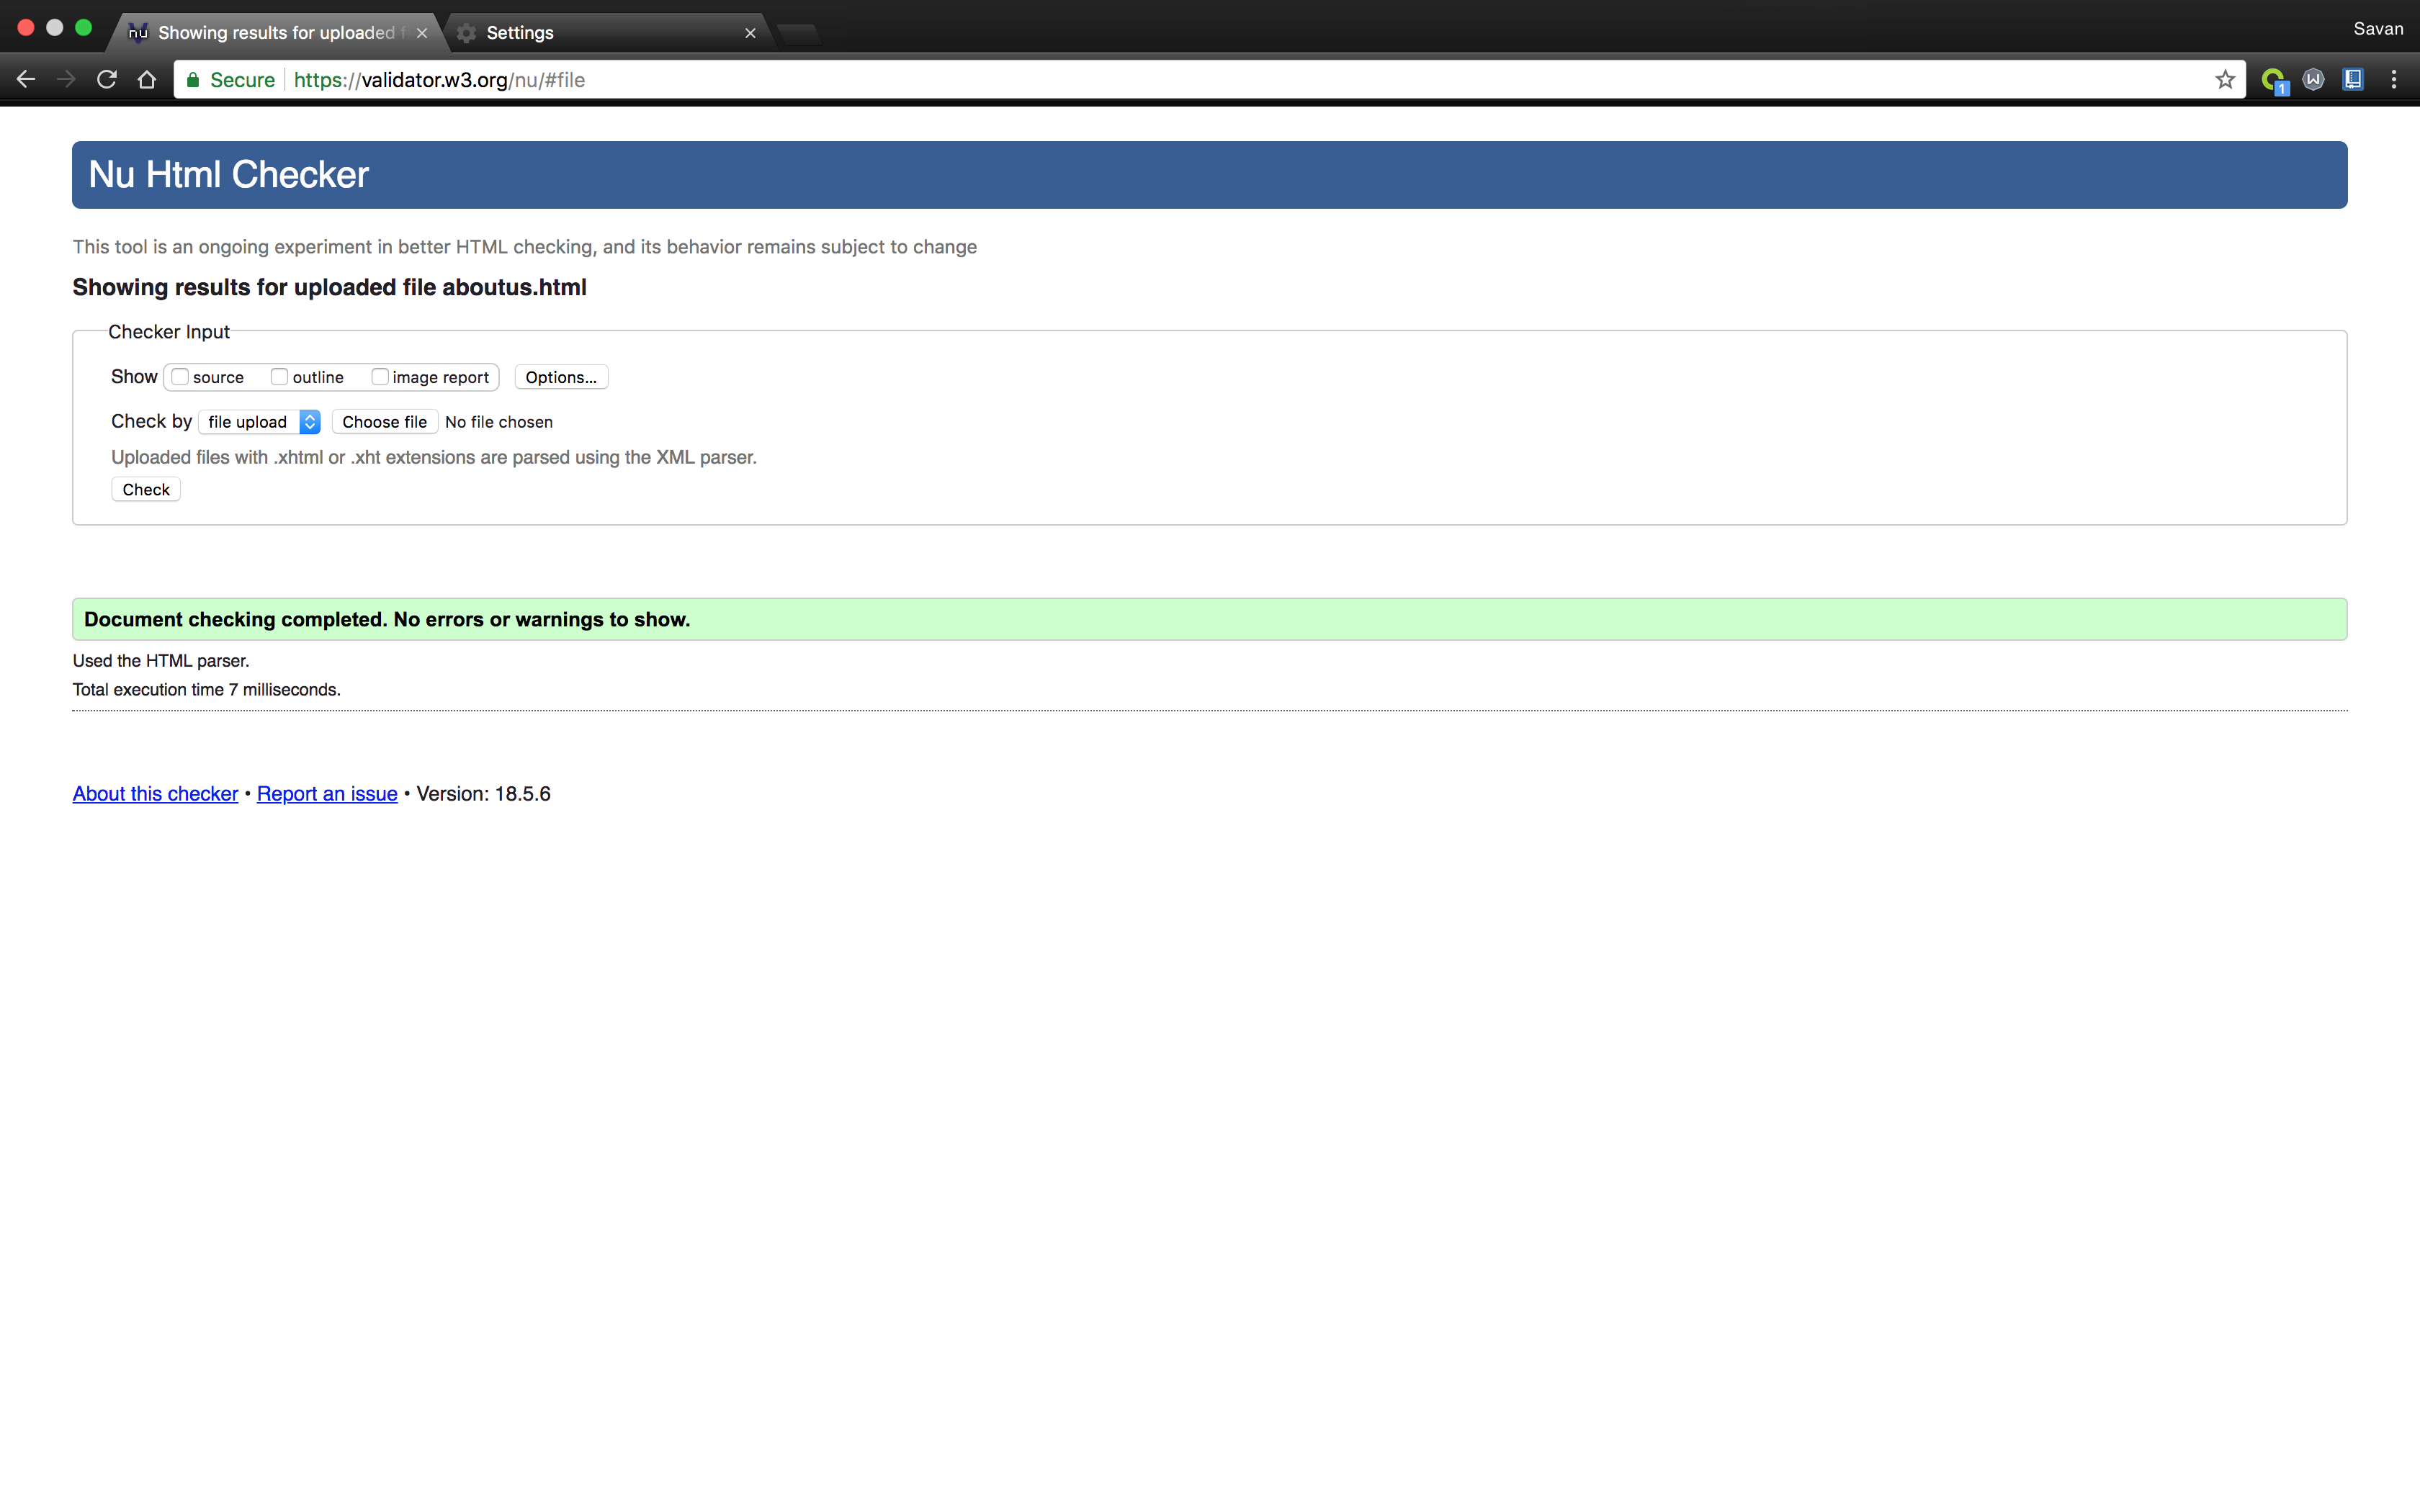 nu Showing results for uploaded f
Settings
Savan
Secure https://validator.w3.org/nu/#file
1
W
Nu Html Checker
This tool is an ongoing experiment in better HTML checking, and its behavior remains subject to change
Showing results for uploaded file aboutus.html
Checker Input
Show source outline image report Options...
Check by file upload Choose file No file chosen
Uploaded files with .xhtml or .xht extensions are parsed using the XML parser.
Check
Document checking completed. No errors or warnings to show.
Used the HTML parser.
Total execution time 7 milliseconds.
About this checker • Report an issue • Version: 18.5.6